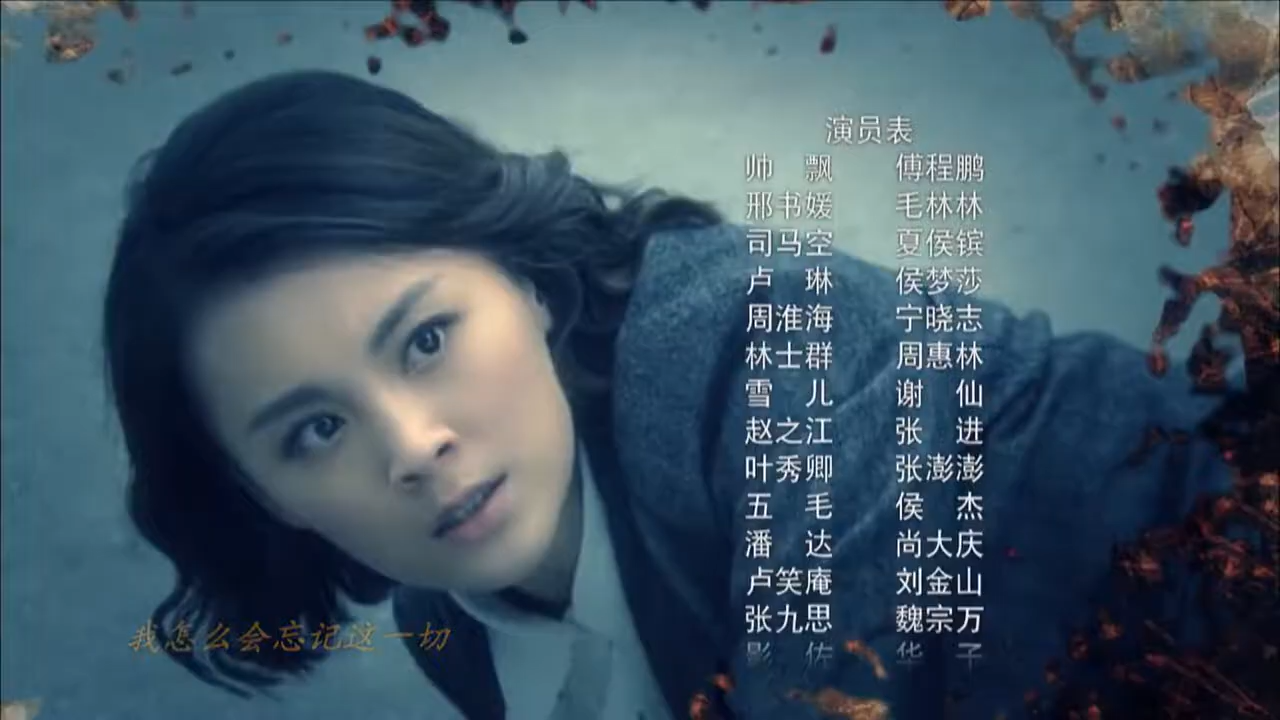 演员表
帅 飘 傅程鹏
邢书媛 毛林林
司马空 夏侯镔
卢 琳 侯梦莎
周淮海 宁晓志
林士群 周惠林
雪 儿 谢 仙
赵之江 张 进
叶秀卿 张澎澎
五 毛 侯 杰
潘 达 尚大庆
卢笑庵 刘金山
张九思 魏宗万
影 佐 华 子
我怎么会忘记这一切